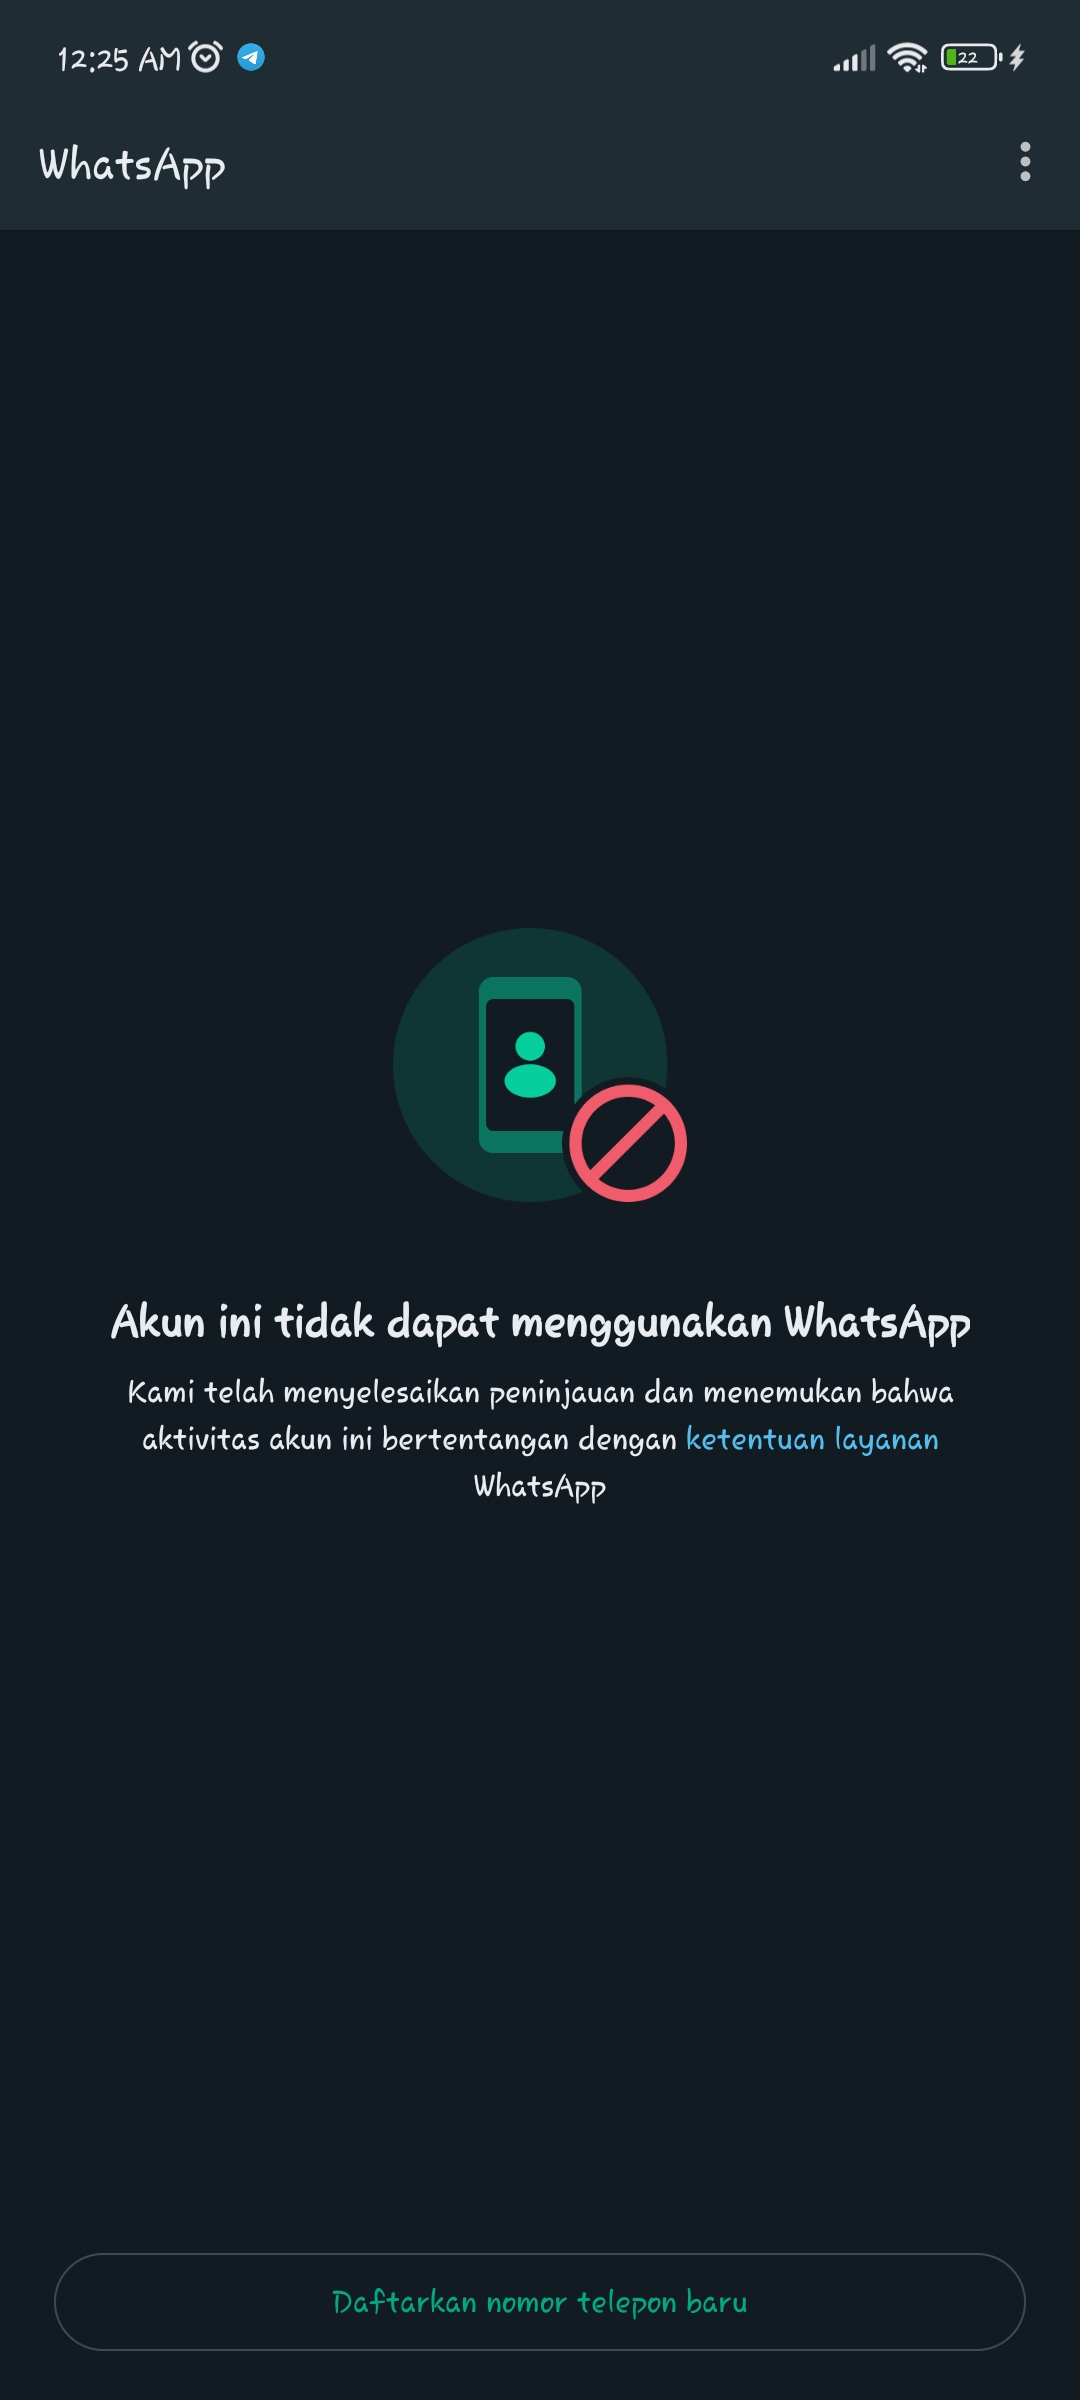 12:25 AM
22
WhatsApp
Akun ini tidak dapat menggunakan WhatsApp
Kami telah menyelesaikan peninjauan dan menemukan bahwa
aktivitas akun ini bertentangan dengan ketentuan layanan
WhatsApp
Daftarkan nomor telepon baru